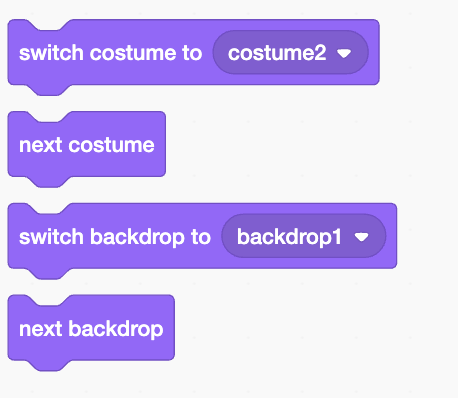 switch costume to costume2
next costume
switch backdrop to backdrop1
next backdrop